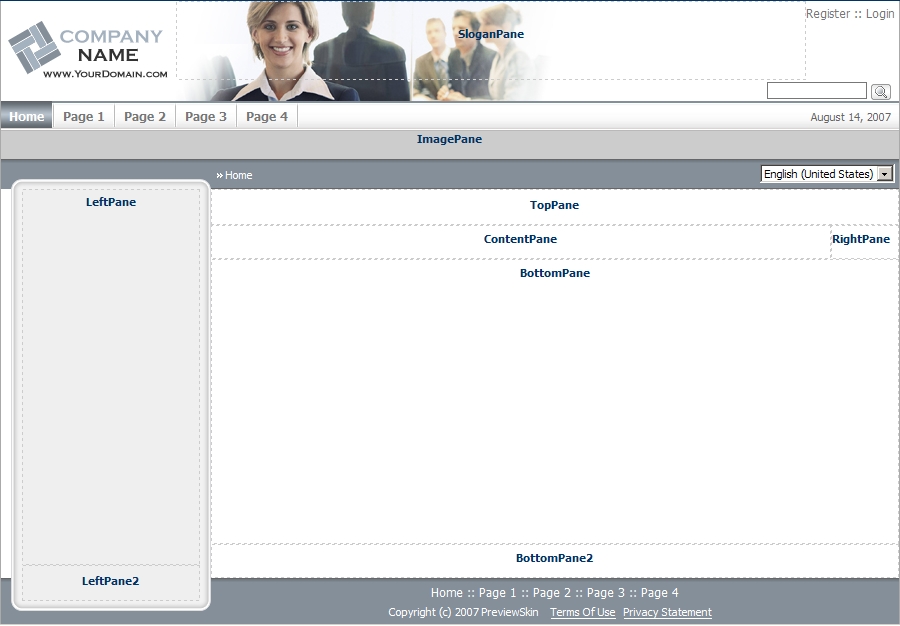 Register :: Login
COMPANY
NAME
www.YourDomain.com
SloganPane
Home Page 1 Page 2 Page 3 Page 4 August 14, 2007
ImagePane
» Home English (United States)
LeftPane
TopPane
ContentPane RightPane
BottomPane
BottomPane2
LeftPane2
Home :: Page 1 :: Page 2 :: Page 3 :: Page 4
Copyright (c) 2007 PreviewSkin Terms Of Use Privacy Statement